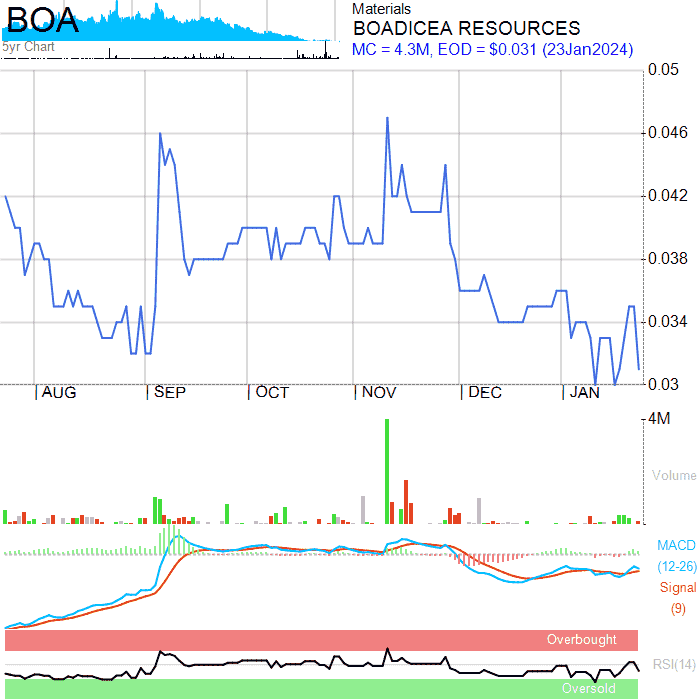 BOA
5yr Chart
Materials
BOADICEA RESOURCES
MC = 4.3M, EOD = $0.031 (23Jan2024)
0.05
0.046
0.042
0.038
0.034
0.03
AUG SEP OCT NOV DEC JAN
4M
Volume
MACD
(12-26)
Signal
(9)
Overbought
RSI(14)
Oversold